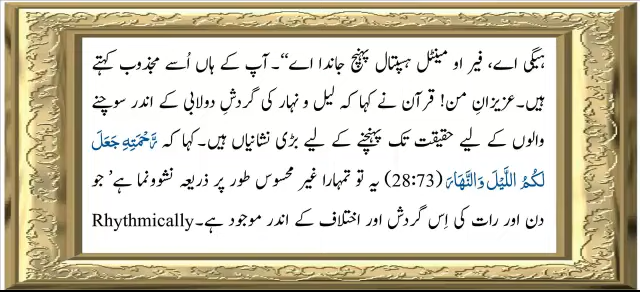 ہیگی اے، فیر او مینٹل ہسپتال پہنچ جاندا اے“۔ آپ کے ہاں اُسے مجذوب کہتے
ہیں۔ عزیزانِ من! قرآن نے کہا کہ لیل و نہار کی گردشِ دولابی کے اندر سوچنے
والوں کے لیے حقیقت تک پہنچنے کے لیے بڑی نشانیاں ہیں۔ کہا کہ رَّحْمَتِهٖ جَعَلَ
لَكُمُ اللَّيْلَ وَالنَّهَارَ (28:73) یہ تو تمہارا غیر محسوس طور پر ذریعہ نشوونما ہے’ جو
دن اور رات کی اِس گردش اور اختلاف کے اندر موجود ہے۔ Rhythmically